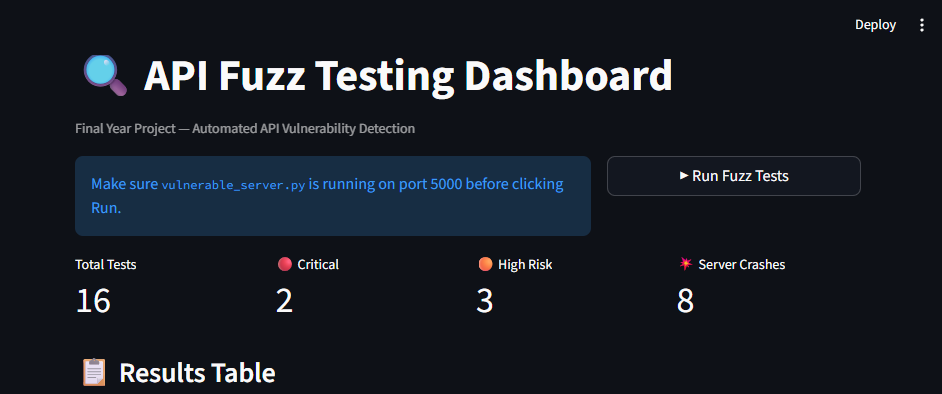 Deploy
API Fuzz Testing Dashboard
Final Year Project — Automated API Vulnerability Detection
Make sure vulnerable_server.py is running on port 5000 before clicking
Run.
Run Fuzz Tests
Total Tests
Critical
High Risk
Server Crashes
16
2
3
8
Results Table